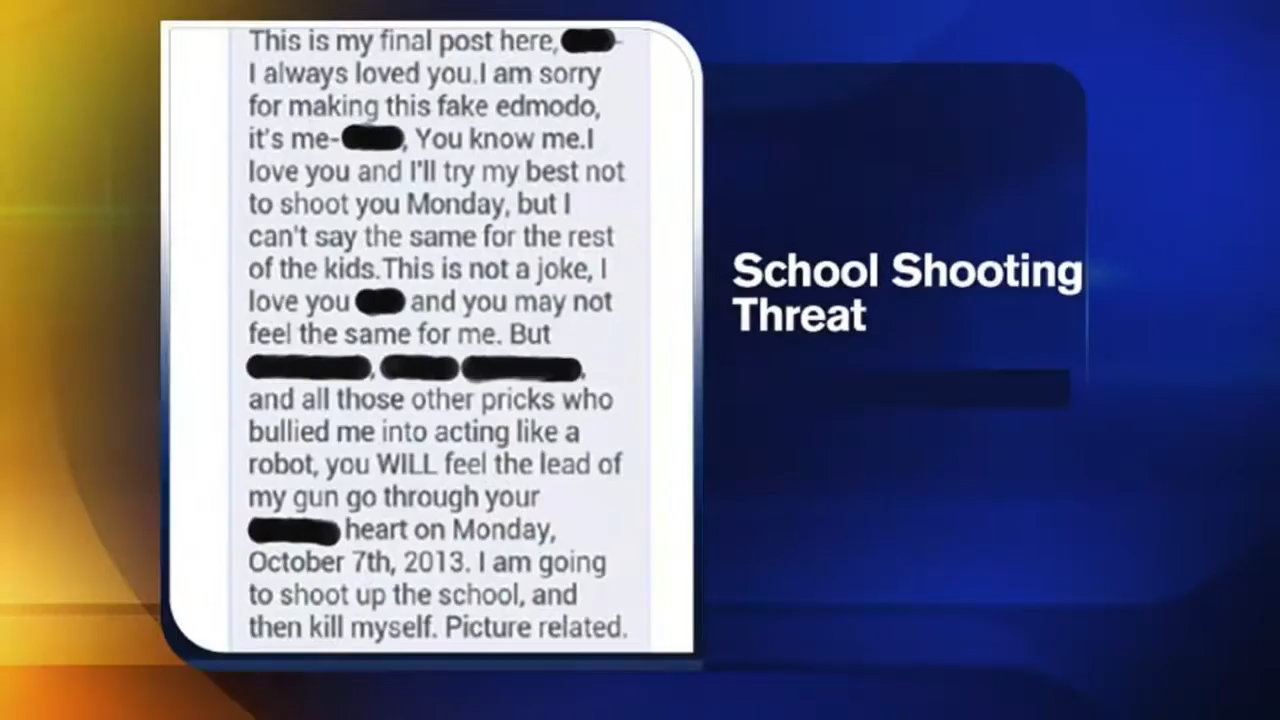 This is my final post here,
I always loved you.I am sorry
for making this fake edmodo,
it's me- , You know me.I
love you and I'll try my best not
to shoot you Monday, but I
can't say the same for the rest
of the kids.This is not a joke, I
love you and you may not
feel the same for me. But
, ,
and all those other pricks who
bullied me into acting like a
robot, you WILL feel the lead of
my gun go through your
heart on Monday,
October 7th, 2013. I am going
to shoot up the school, and
then kill myself. Picture related.
School Shooting
Threat